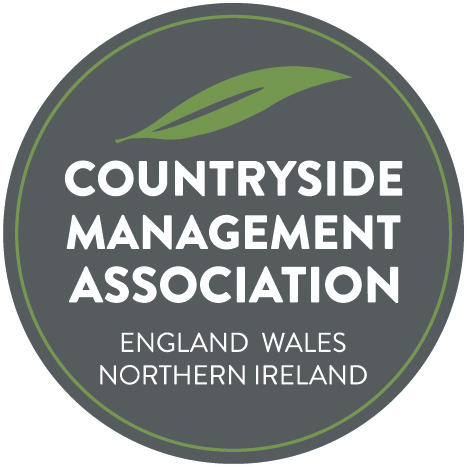 COUNTRYSIDE
MANAGEMENT
ASSOCIATION
ENGLAND WALES
NORTHERN IRELAND